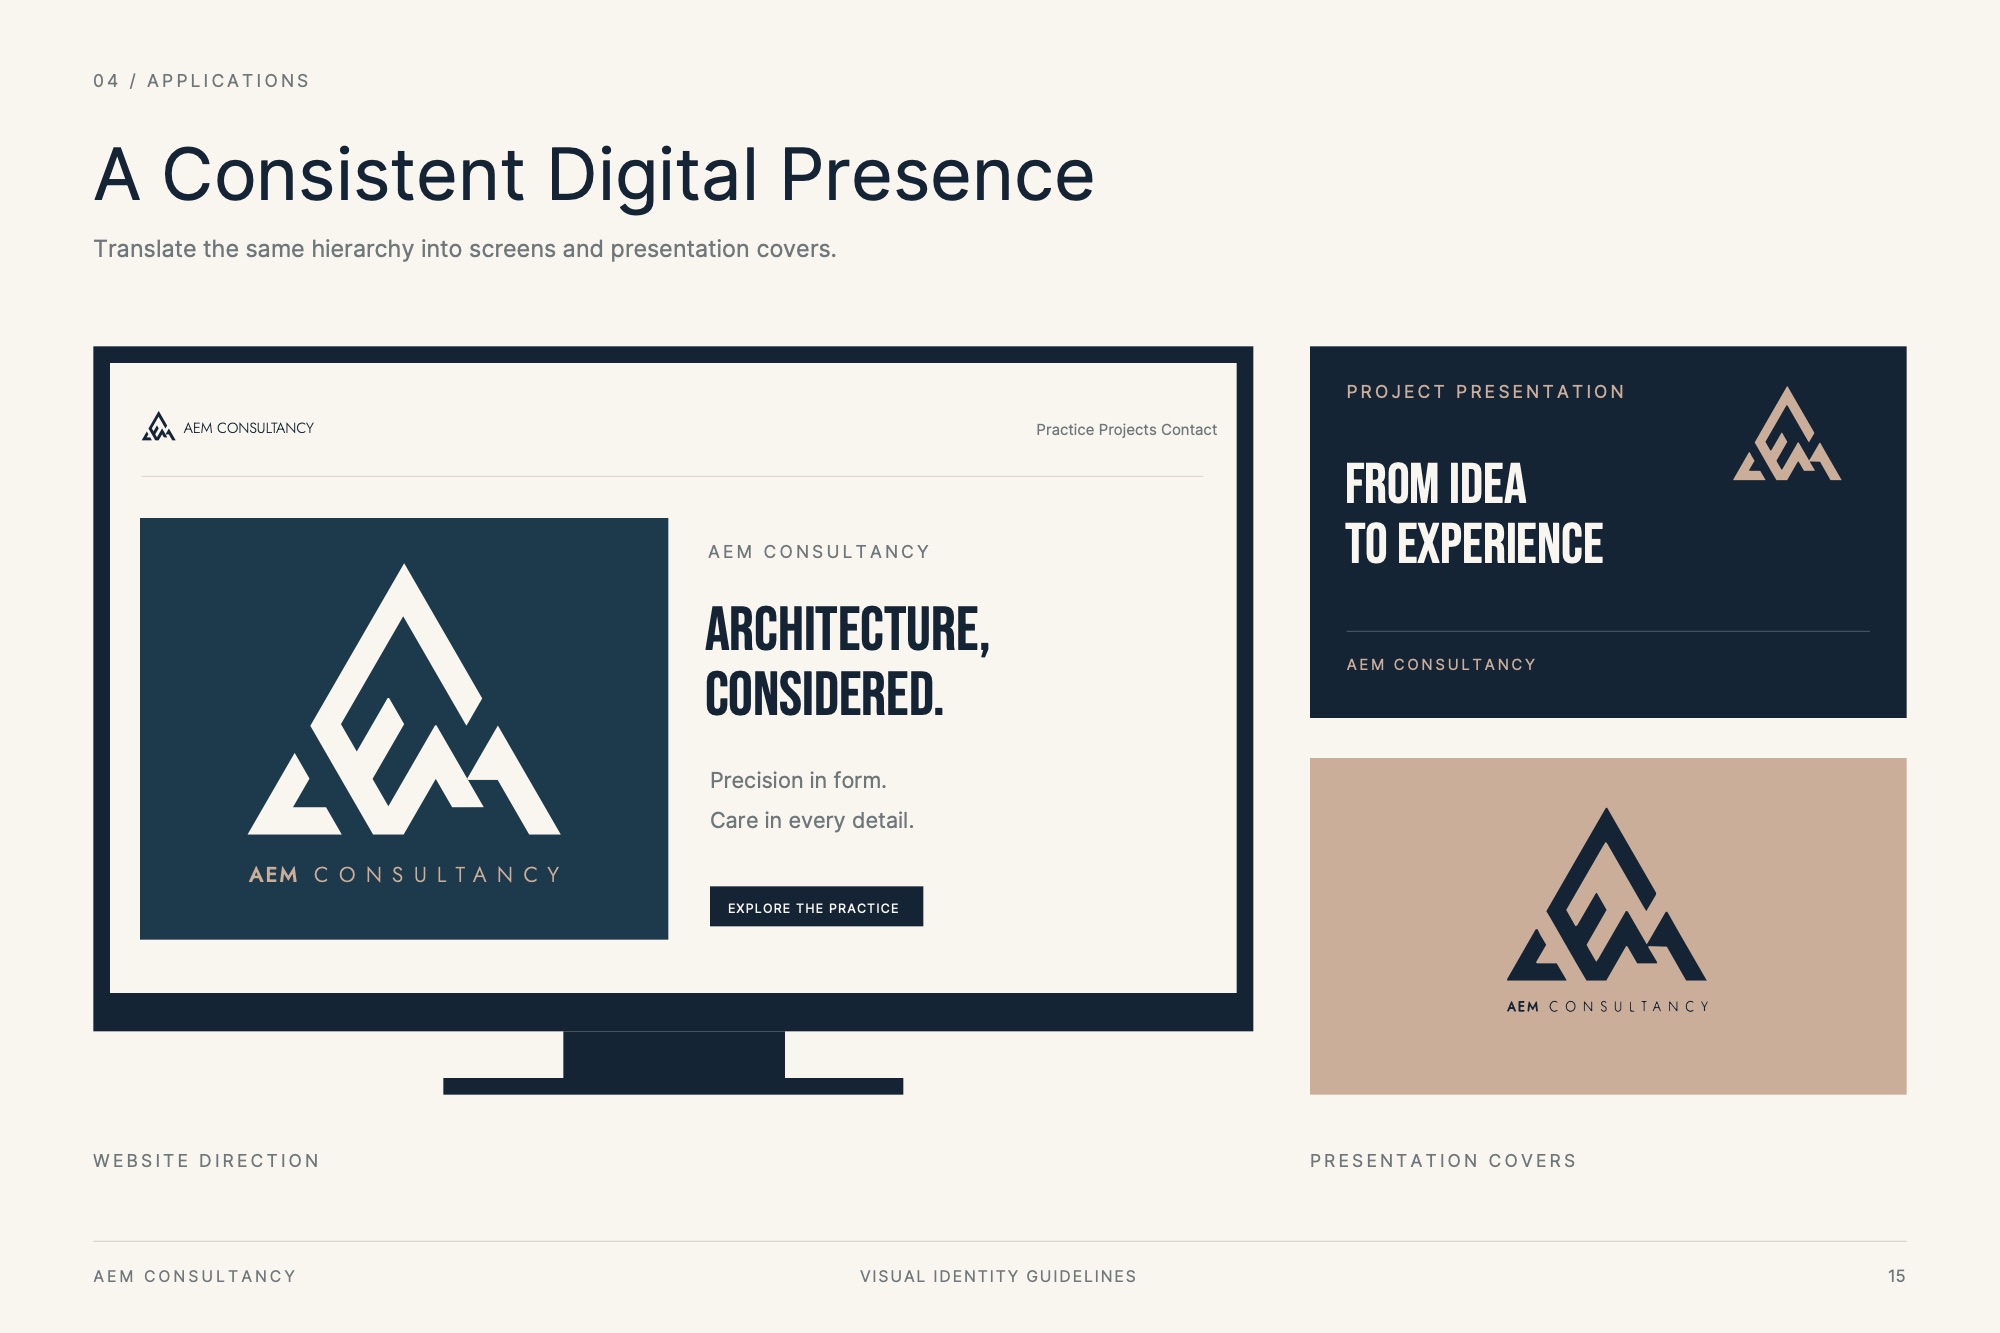 04 / APPLICATIONS
A Consistent Digital Presence
Translate the same hierarchy into screens and presentation covers.
AEM CONSULTANCY
Practice Projects Contact
AEM CONSULTANCY
AEM CONSULTANCY
ARCHITECTURE,
CONSIDERED.
Precision in form.
Care in every detail.
EXPLORE THE PRACTICE
PROJECT PRESENTATION
FROM IDEA
TO EXPERIENCE
AEM CONSULTANCY
AEM CONSULTANCY
WEBSITE DIRECTION
PRESENTATION COVERS
AEM CONSULTANCY
VISUAL IDENTITY GUIDELINES
15